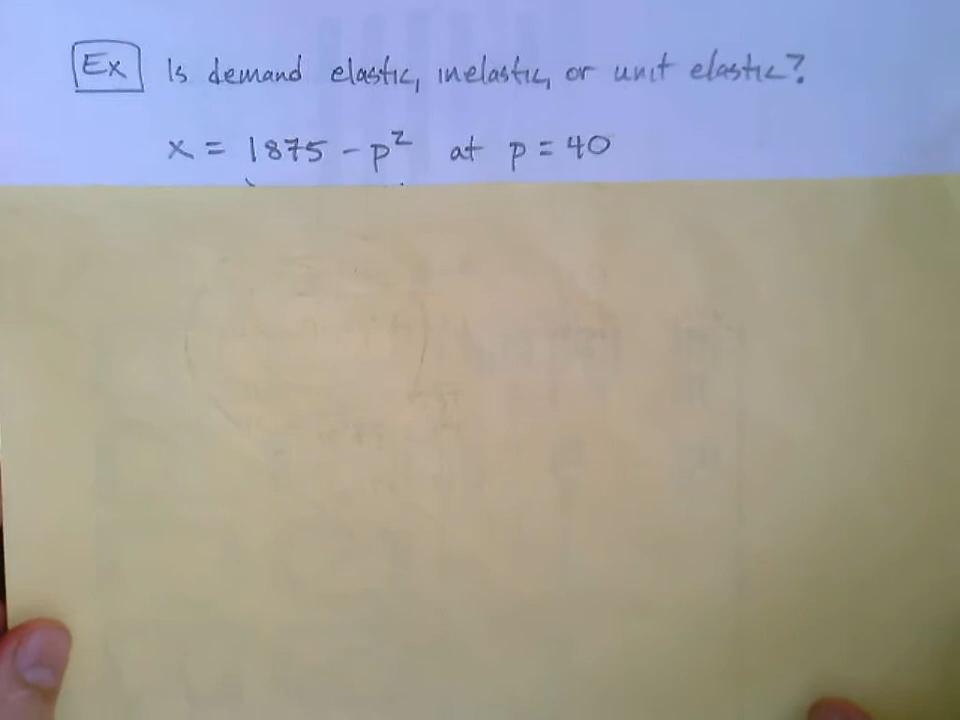 Ex Is demand elastic, inelastic, or unit elastic?
x = 1875 - p² at p = 40